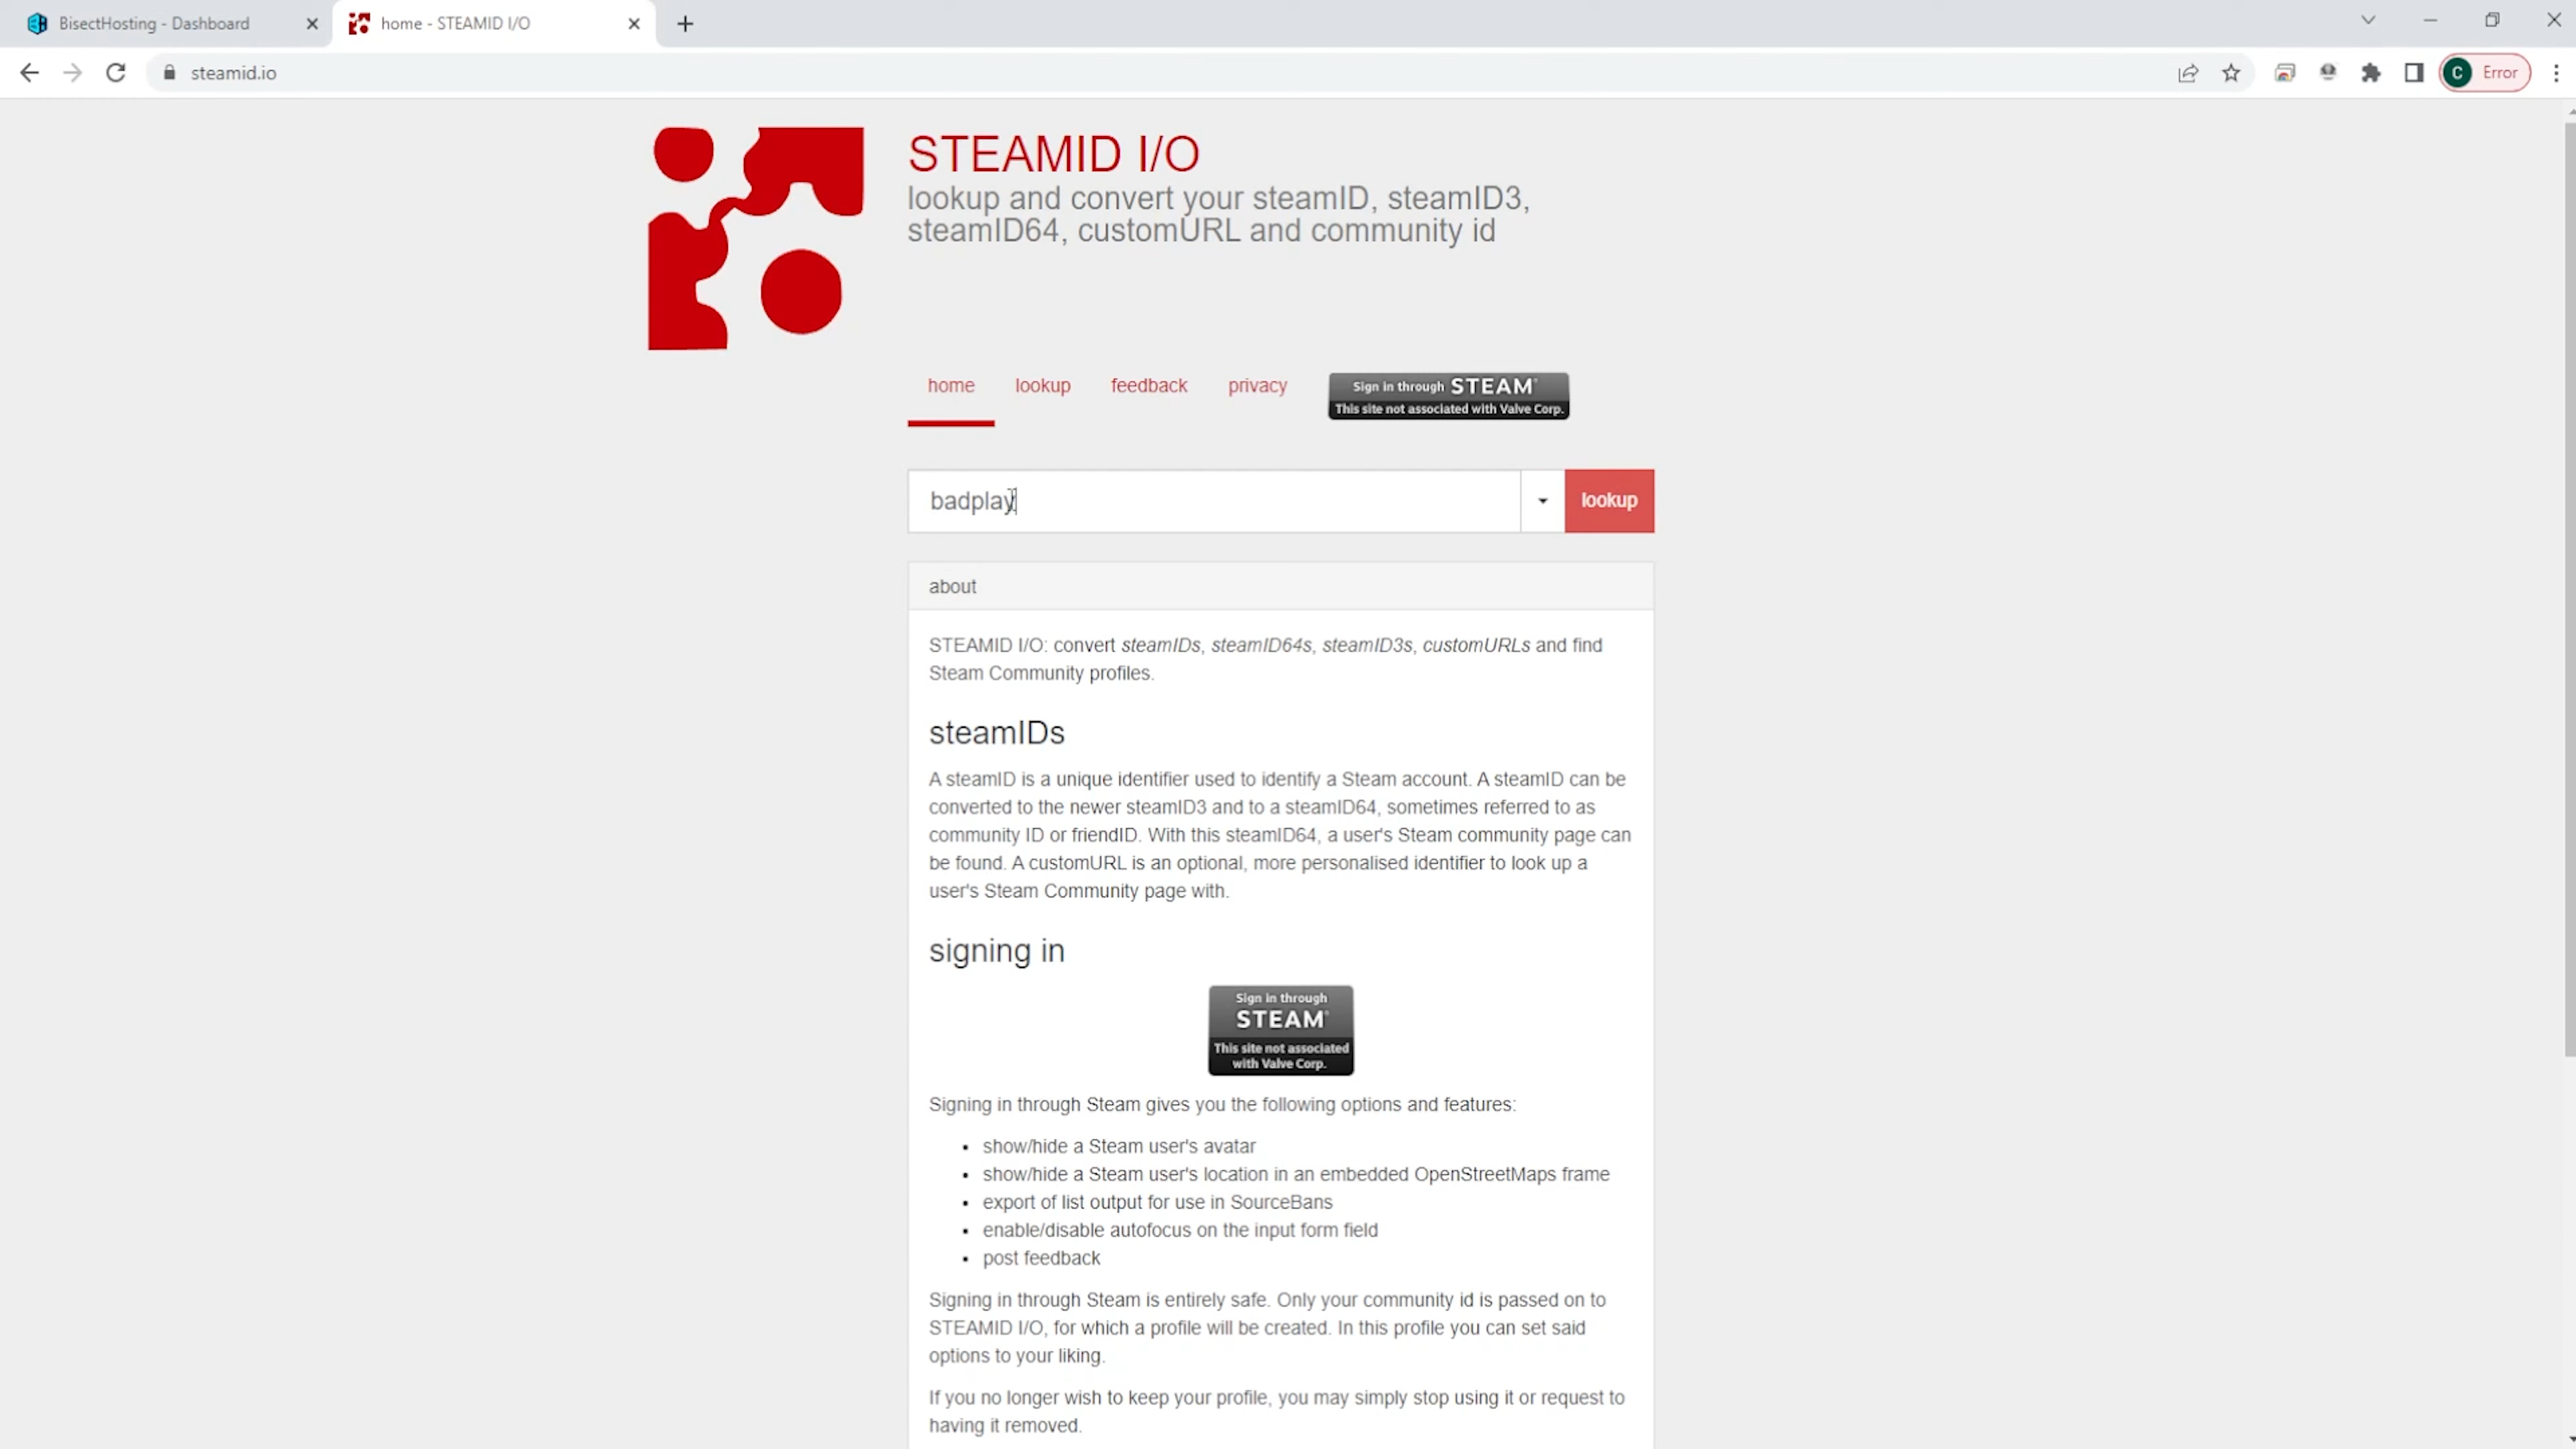 BisectHosting - Dashboard
home - STEAMID I/O
steamid.io
C Error
STEAMID I/O
lookup and convert your steamID, steamID3,
steamID64, customURL and community id
home lookup feedback privacy
Sign in through STEAM
This site not associated with Valve Corp.
badplay
lookup
about
STEAMID I/O: convert steamIDs, steamID64s, steamID3s, customURLs and find
Steam Community profiles.
steamIDs
A steamID is a unique identifier used to identify a Steam account. A steamID can be
converted to the newer steamID3 and to a steamID64, sometimes referred to as
community ID or friendID. With this steamID64, a user's Steam community page can
be found. A customURL is an optional, more personalised identifier to look up a
user's Steam Community page with.
signing in
Sign in through
STEAM
This site not associated
with Valve Corp.
Signing in through Steam gives you the following options and features:
• show/hide a Steam user's avatar
• show/hide a Steam user's location in an embedded OpenStreetMaps frame
• export of list output for use in SourceBans
• enable/disable autofocus on the input form field
• post feedback
Signing in through Steam is entirely safe. Only your community id is passed on to
STEAMID I/O, for which a profile will be created. In this profile you can set said
options to your liking.
If you no longer wish to keep your profile, you may simply stop using it or request to
having it removed.